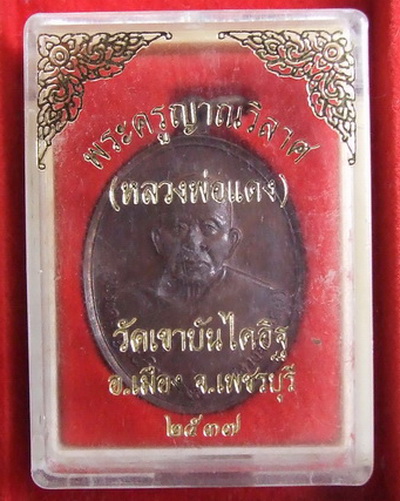 พระครูญาณวิลาศ
(หลวงพ่อแดง)
วัดเขาบันไดอิฐ
อ.เมือง จ.เพชรบุรี
๒๕๓๗